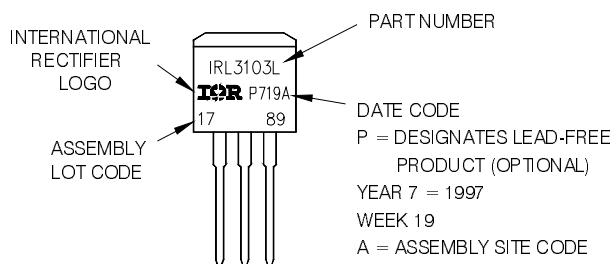 PART NUMBER
INTERNATIONAL
RECTIFIER
LOGO
IRL3103L
IOR P719A
17 89
ASSEMBLY
LOT CODE
DATE CODE
P = DESIGNATES LEAD-FREE
PRODUCT (OPTIONAL)
YEAR 7 = 1997
WEEK 19
A = ASSEMBLY SITE CODE